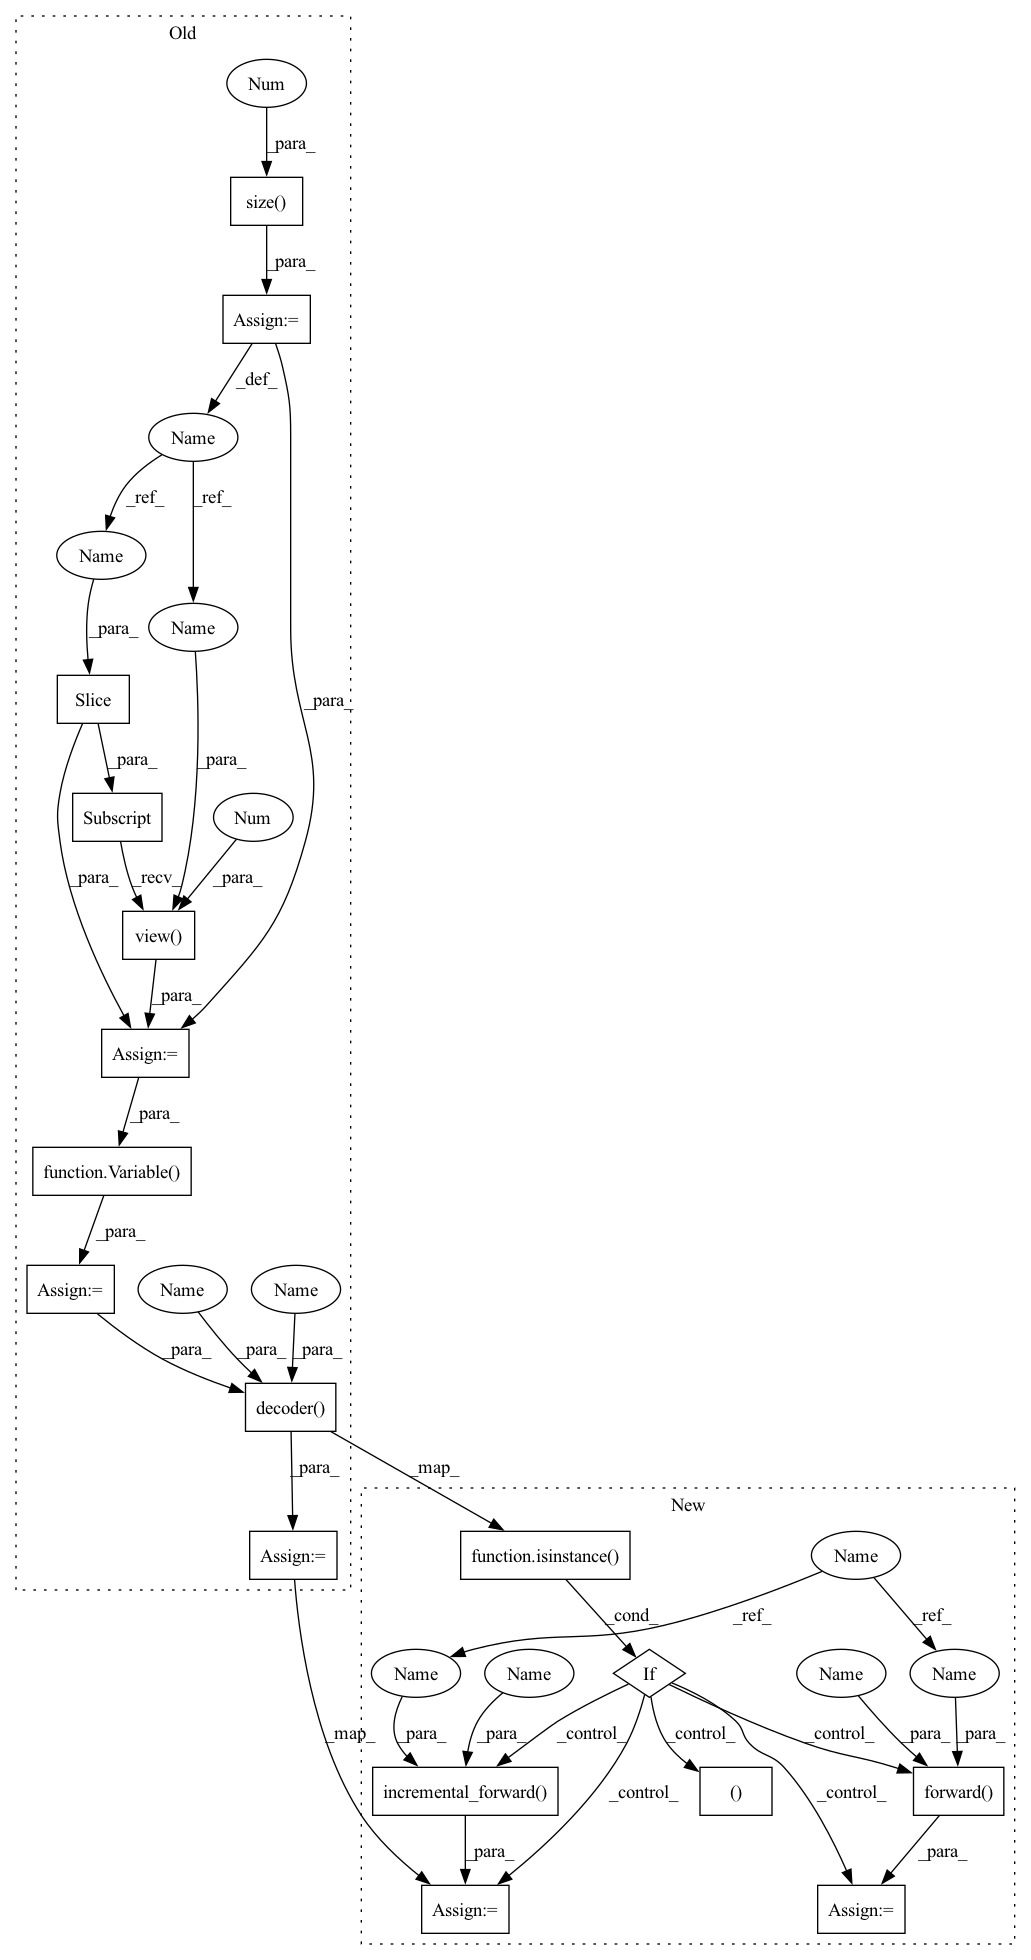 Old
Num
_para_
size()
_para_
Assign:=
_def_
Name
_ref_
_ref_
Name
Name
_para_
_para_
Slice
_para_
_para_
Subscript
Num
_para_
_recv_
_para_
view()
_para_
Assign:=
_para_
function.Variable()
_para_
Assign:=
Name
Name
_para_
_para_
_para_
decoder()
_para_
_map_
New
Assign:=
function.isinstance()
Name
_cond_
_ref_
_ref_
Name
Name
If
Name
Name
_map_
_para_
_para_
_control_
_control_
_control_
_para_
_para_
incremental_forward()
()
forward()
_control_
_control_
_para_
_para_
Assign:=
Assign:=